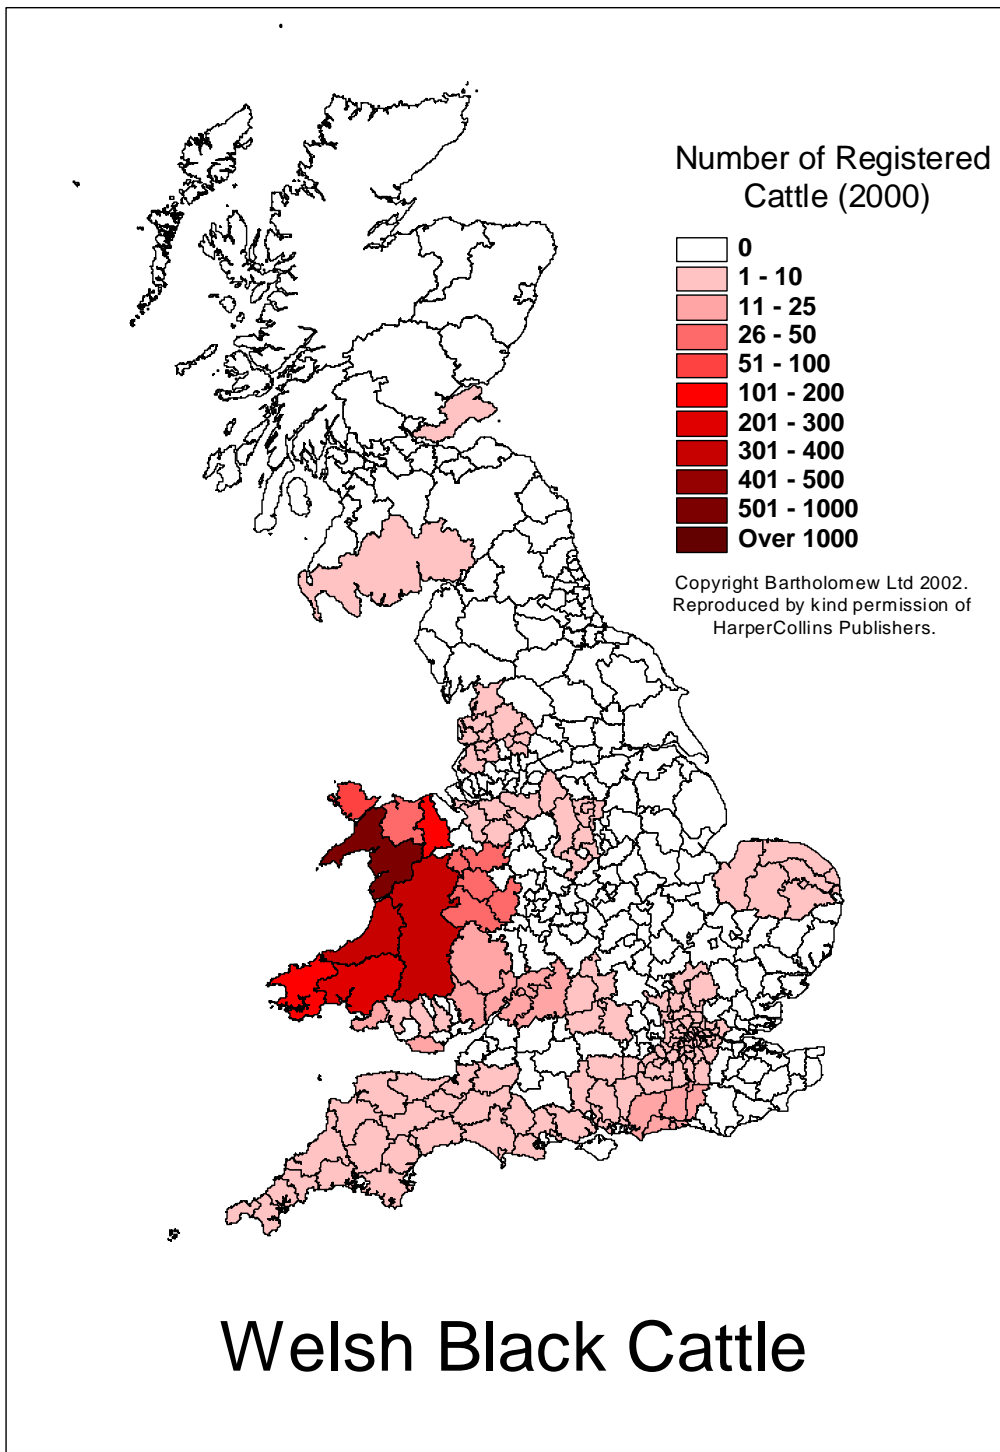 Number of Registered
Cattle (2000)
0
1 - 10
11 - 25
26 - 50
51 - 100
101 - 200
201 - 300
301 - 400
401 - 500
501 - 1000
Over 1000
Copyright Bartholomew Ltd 2002.
Reproduced by kind permission of
HarperCollins Publishers.
Welsh Black Cattle